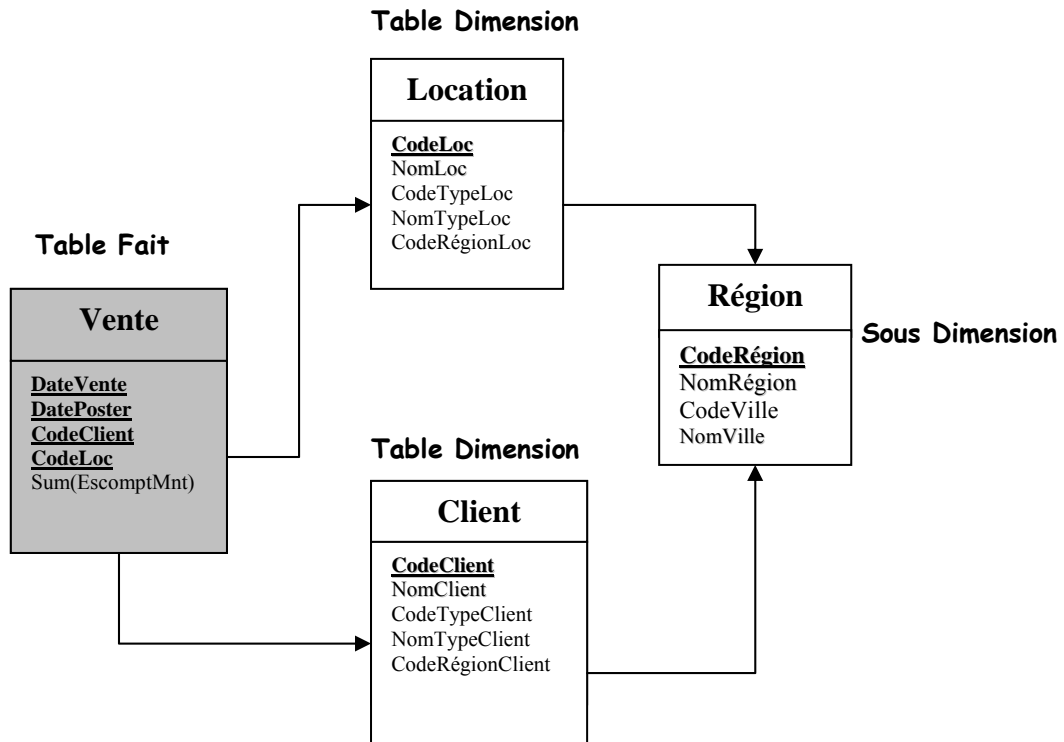 Table Dimension
Location
CodeLoc
NomLoc
CodeTypeLoc
NomTypeLoc
CodeRégionLoc
Table Fait
Vente
DateVente
DatePoster
CodeClient
CodeLoc
Sum(EscomptMnt)
Région
CodeRégion
NomRégion
CodeVille
NomVille
Sous Dimension
Table Dimension
Client
CodeClient
NomClient
CodeTypeClient
NomTypeClient
CodeRégionClient